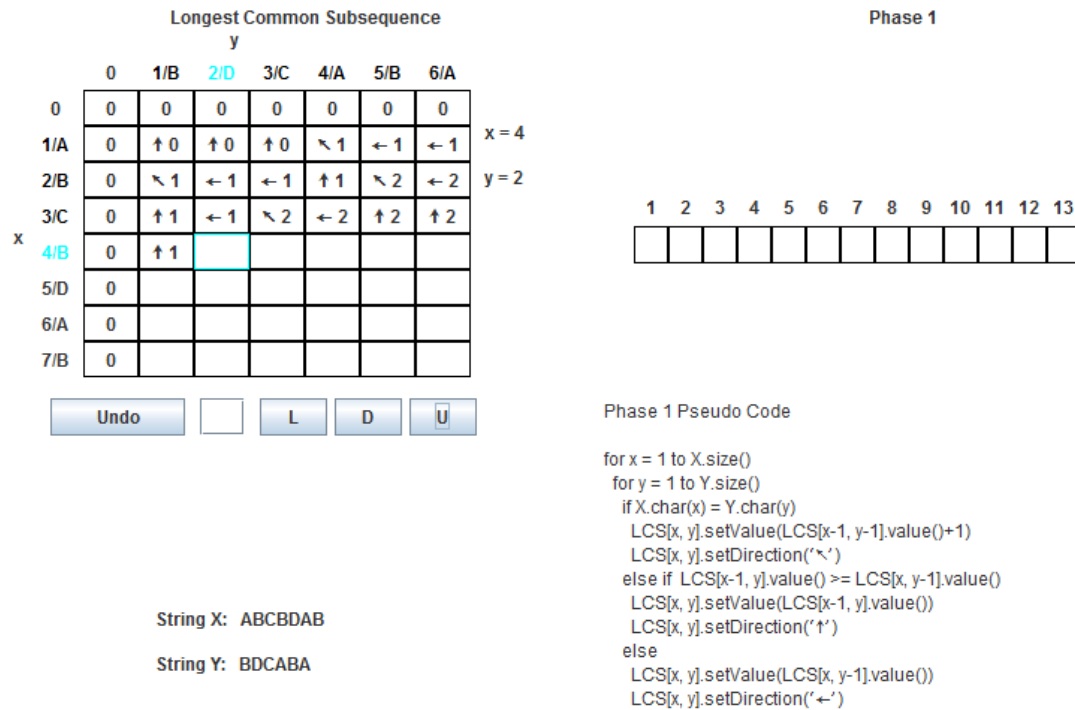 Longest Common Subsequence
Phase 1
y
0 1/B 2/D 3/C 4/A 5/B 6/A
0 0 0 0 0 0 0 0
1/A 0 ↑ 0 ↑ 0 ↑ 0 ↖ 1 ← 1 ← 1
x = 4
2/B 0 ↖ 1 ← 1 ← 1 ↑ 1 ↖ 2 ← 2
y = 2
3/C 0 ↑ 1 ← 1 ↖ 2 ← 2 ↑ 2 ↑ 2
x
4/B 0 ↑ 1
5/D 0
6/A 0
7/B 0
1 2 3 4 5 6 7 8 9 10 11 12 13
Undo L D U
Phase 1 Pseudo Code
for x = 1 to X.size()
for y = 1 to Y.size()
if X.char(x) = Y.char(y)
LCS[x, y].setValue(LCS[x-1, y-1].value()+1)
LCS[x, y].setDirection('↖')
else if LCS[x-1, y].value() >= LCS[x, y-1].value()
LCS[x, y].setValue(LCS[x-1, y].value())
LCS[x, y].setDirection('↑')
else
LCS[x, y].setValue(LCS[x, y-1].value())
LCS[x, y].setDirection('←')
String X: ABCBDAB
String Y: BDCABA